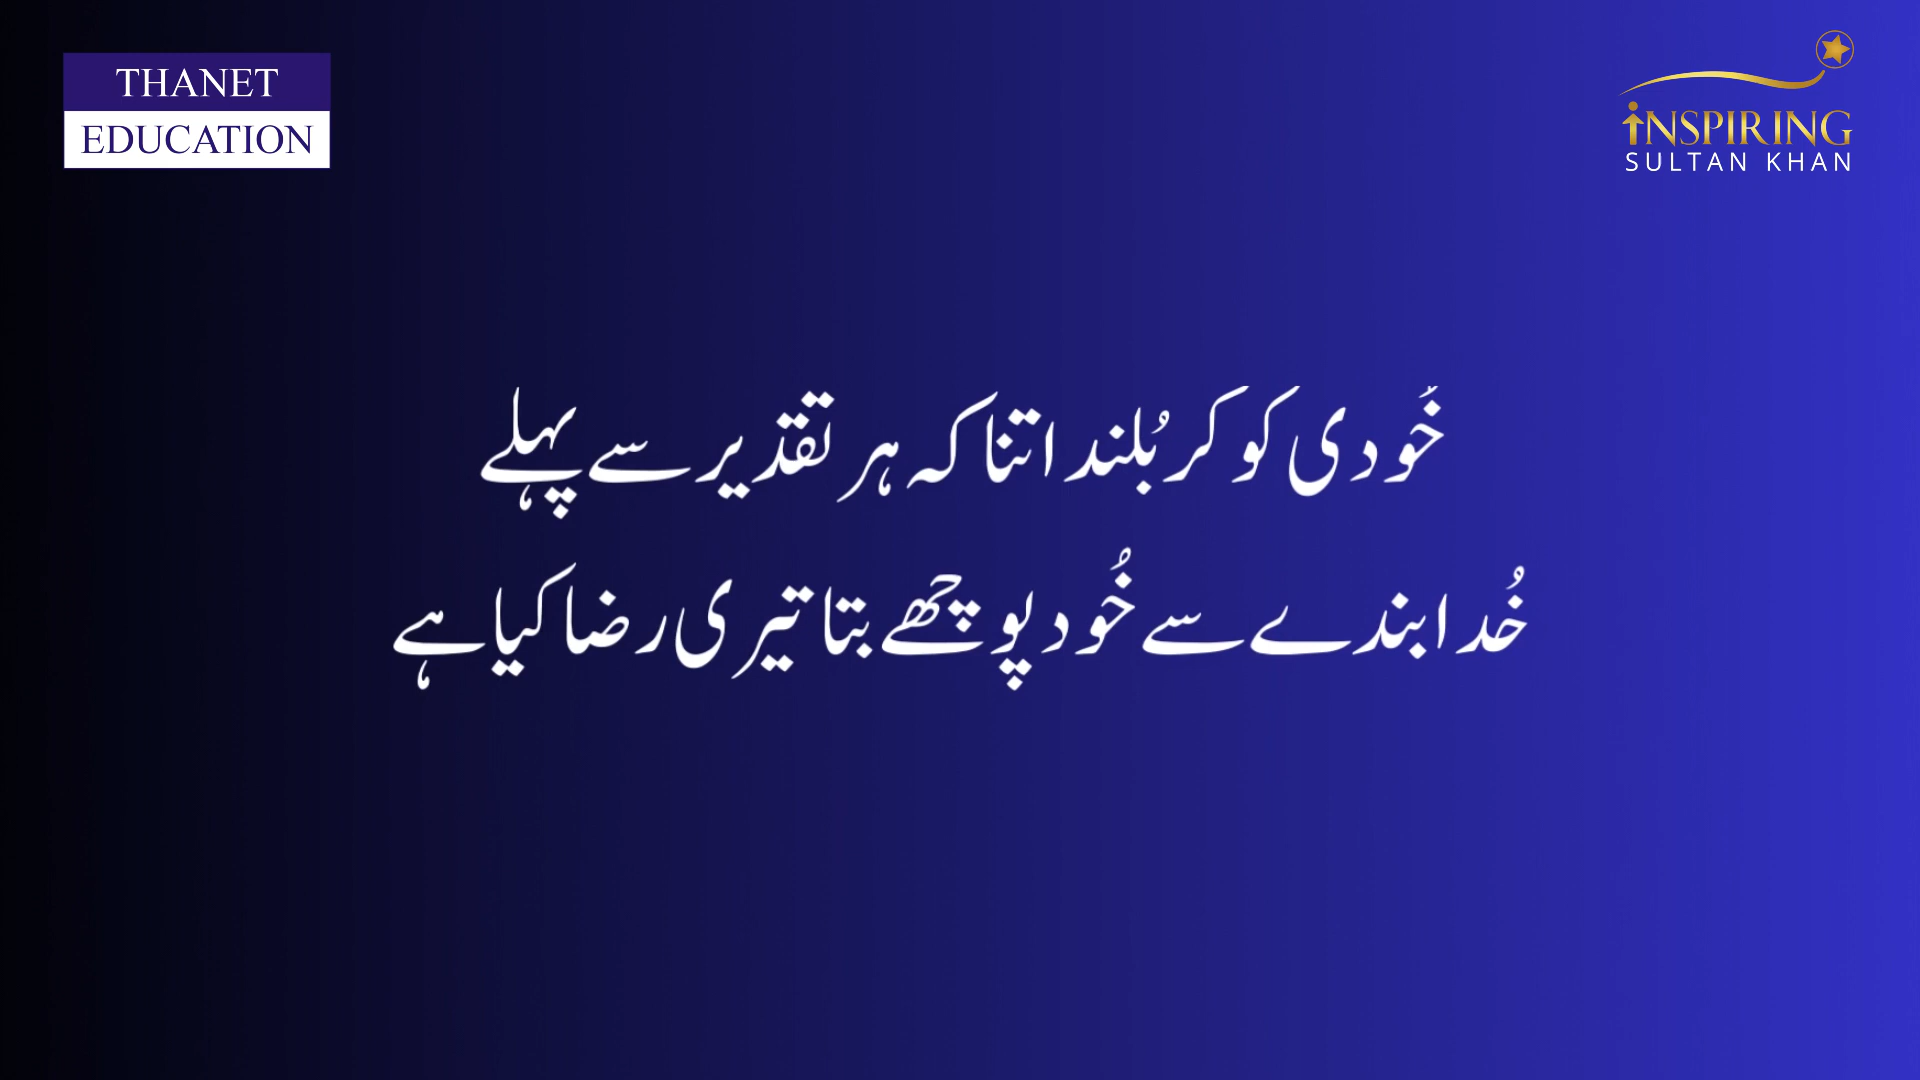 THANET
EDUCATION
iNSPIRING
SULTAN KHAN
خُودی کو کر بُلند اتنا کہ ہر تقدیر سے پہلے
خُدا بندے سے خُود پوچھے بتا تیری رضا کیا ہے